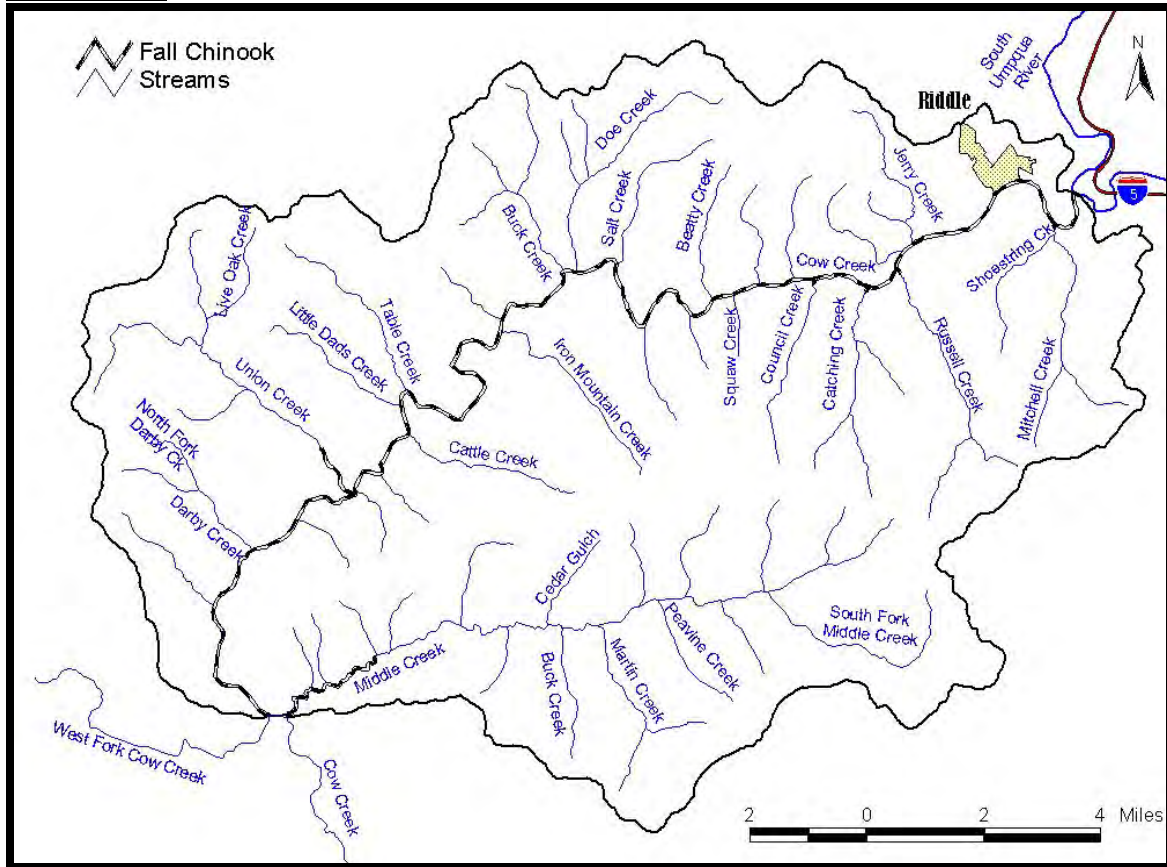 Fall Chinook
Streams
South
Umpqua
River
N
Riddle
5
Doe Creek
Jerry Creek
Salt Creek
Beatty Creek
Buck Creek
Live Oak Creek
Cow Creek
Shoestring Ck
Table Creek
Little Dads Creek
Iron Mountain Creek
Squaw Creek
Council Creek
Catching Creek
Russell Creek
Mitchell Creek
Union Creek
North Fork
Darby Ck
Cattle Creek
Darby Creek
Cedar Gulch
South Fork
Middle Creek
Peavine Creek
Martin Creek
Middle Creek
Buck Creek
West Fork Cow Creek
Cow Creek
2 0 2 4 Miles